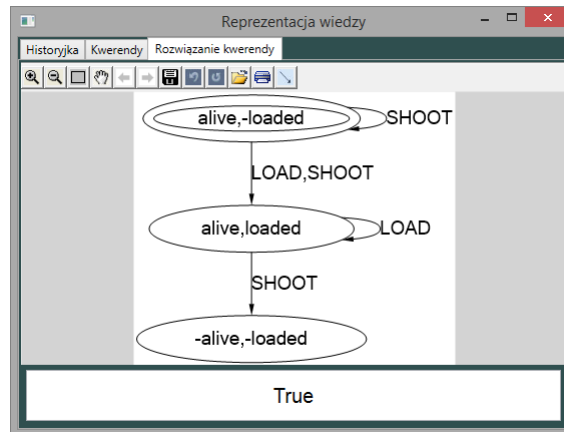 Reprezentacja wiedzy
Historyjka Kwerendy Rozwiązanie kwerendy
alive,-loaded
SHOOT
LOAD,SHOOT
alive,loaded
LOAD
SHOOT
-alive,-loaded
True